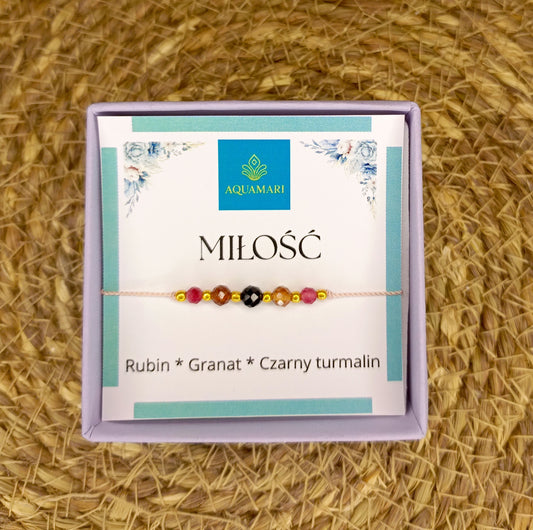 AQUAMARI
MIŁOŚĆ
Rubin * Granat * Czarny turmalin